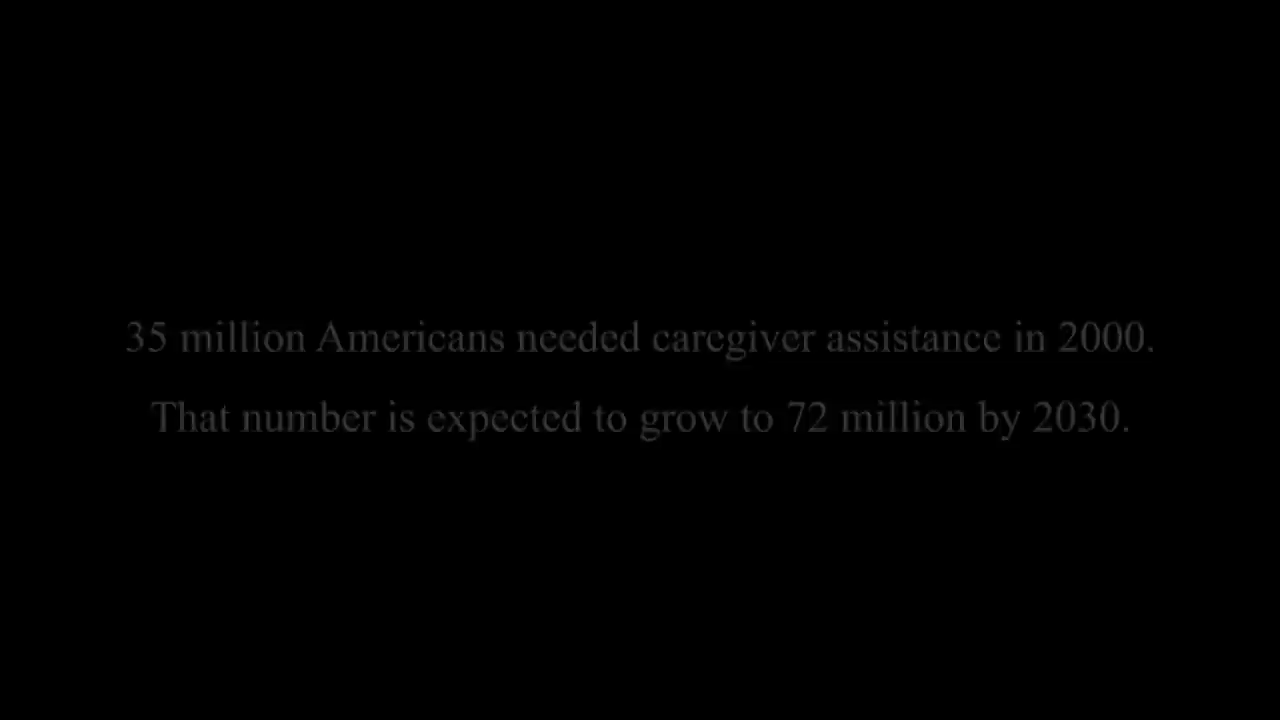 35 million Americans needed caregiver assistance in 2000.
That number is expected to grow to 72 million by 2030.